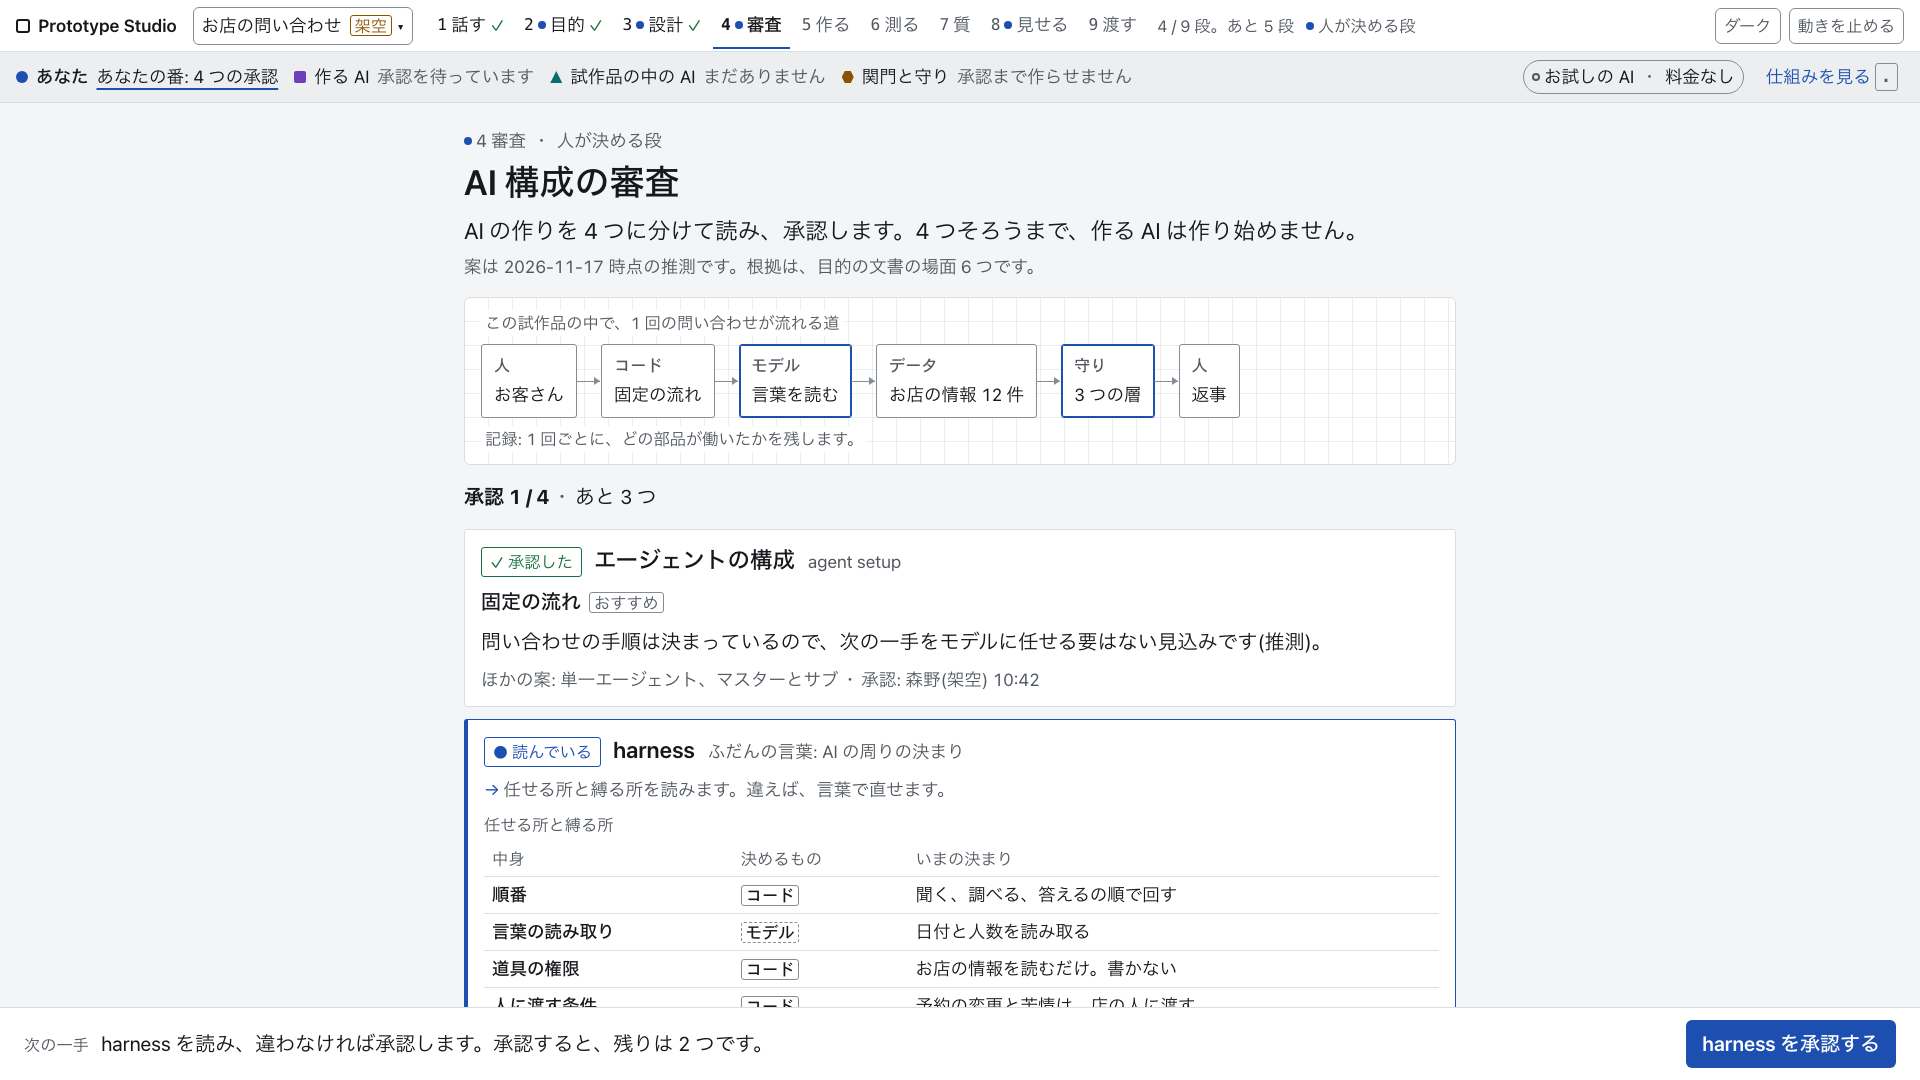 Prototype Studio お店の問い合わせ 架空 ▾ 1 話す ✓ 2 目的 ✓ 3 設計 ✓ 4 審査 5 作る 6 測る 7 質 8 見せる 9 渡す 4 / 9 段。あと 5 段 人が決める段 ダーク 動きを止める
あなた あなたの番: 4 つの承認 作る AI 承認を待っています 試作品の中の AI まだありません 関門と守り 承認まで作らせません お試しの AI ・ 料金なし 仕組みを見る .
4 審査 ・ 人が決める段
AI 構成の審査
AI の作りを 4 つに分けて読み、承認します。4 つそろうまで、作る AI は作り始めません。
案は 2026-11-17 時点の推測です。根拠は、目的の文書の場面 6 つです。
この試作品の中で、1 回の問い合わせが流れる道
人 コード モデル データ 守り 人
お客さん 固定の流れ 言葉を読む お店の情報 12 件 3 つの層 返事
記録: 1 回ごとに、どの部品が働いたかを残します。
承認 1 / 4 ・ あと 3 つ
✓ 承認した エージェントの構成 agent setup
固定の流れ おすすめ
問い合わせの手順は決まっているので、次の一手をモデルに任せる要はない見込みです(推測)。
ほかの案: 単一エージェント、マスターとサブ ・ 承認: 森野(架空) 10:42
読んでいる harness ふだんの言葉: AI の周りの決まり
→ 任せる所と縛る所を読みます。違えば、言葉で直せます。
任せる所と縛る所
中身 決めるもの いまの決まり
順番 コード 聞く、調べる、答えるの順で回す
言葉の読み取り モデル 日付と人数を読み取る
道具の権限 コード お店の情報を読むだけ。書かない
人に渡す条件 コード 予約の変更と苦情は、店の人に渡す
次の一手 harness を読み、違わなければ承認します。承認すると、残りは 2 つです。 harness を承認する